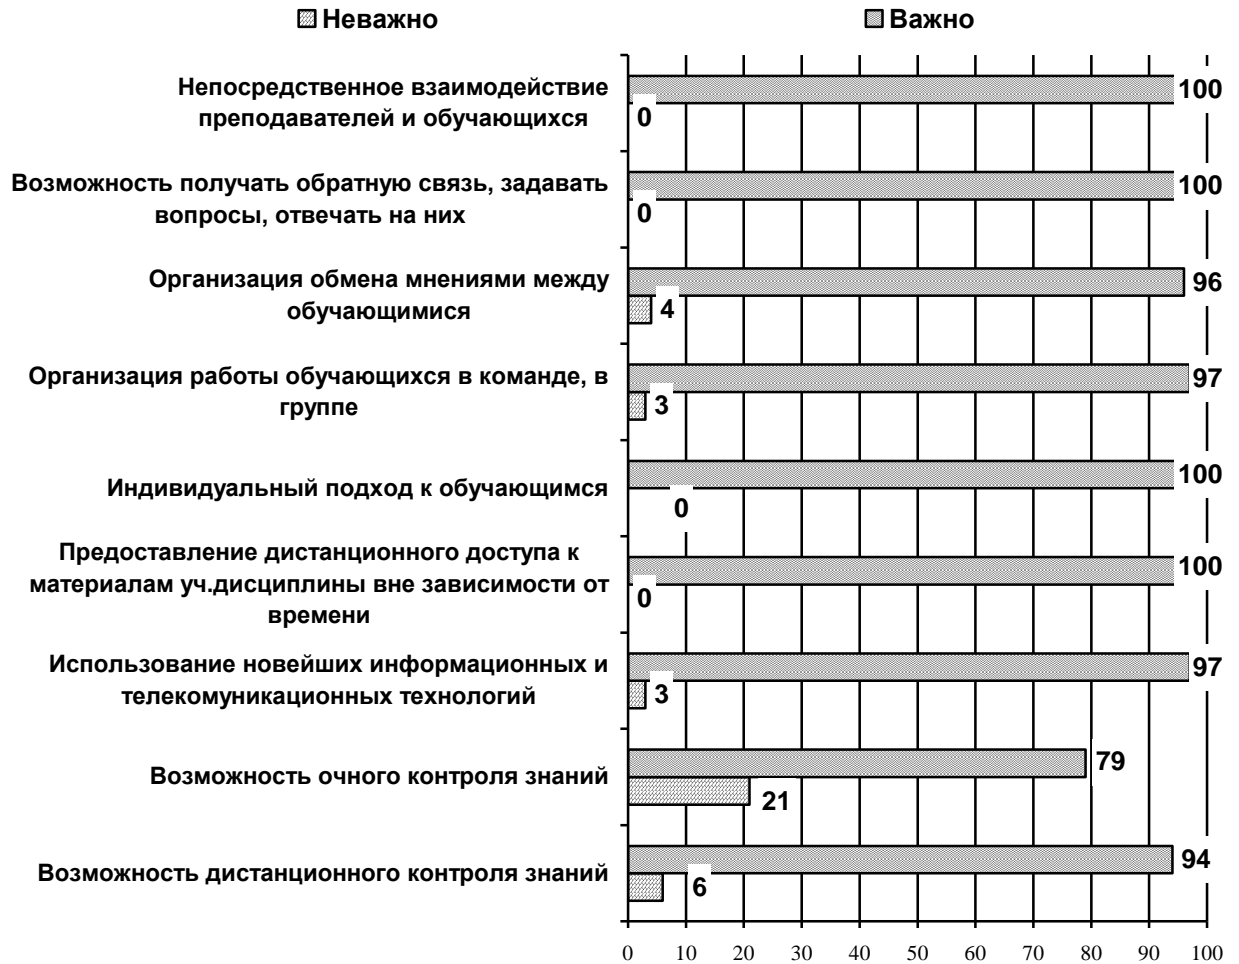 Неважно
Важно
Непосредственное взаимодействие
преподавателей и обучающихся
100
0
Возможность получать обратную связь, задавать
вопросы, отвечать на них
100
0
Организация обмена мнениями между
обучающимися
96
4
Организация работы обучающихся в команде, в
группе
97
3
Индивидуальный подход к обучающимся
100
0
Предоставление дистанционного доступа к
материалам уч.дисциплины вне зависимости от
времени
100
0
Использование новейших информационных и
телекомуникационных технологий
97
3
Возможность очного контроля знаний
79
21
Возможность дистанционного контроля знаний
94
6
0 10 20 30 40 50 60 70 80 90 100